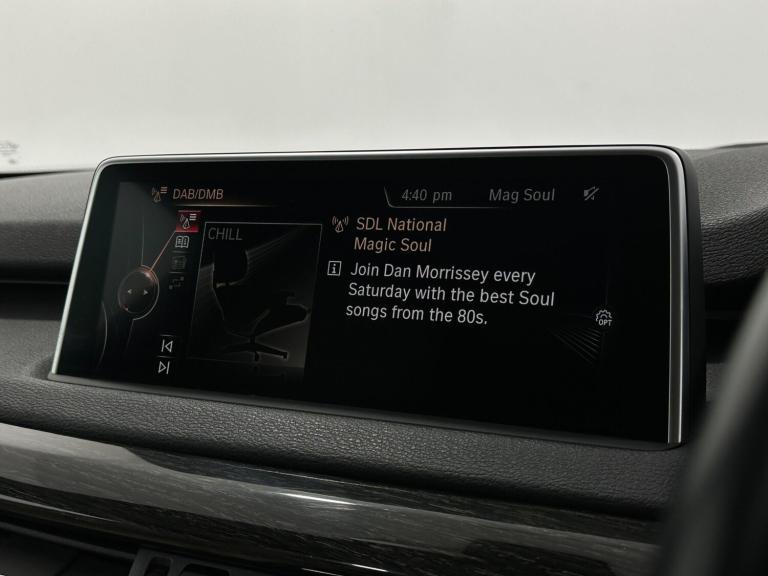 DAB/DMB
4:40 pm Mag Soul
CHILL
SDL National
Magic Soul
Join Dan Morrissey every
Saturday with the best Soul
songs from the 80s.
OPT